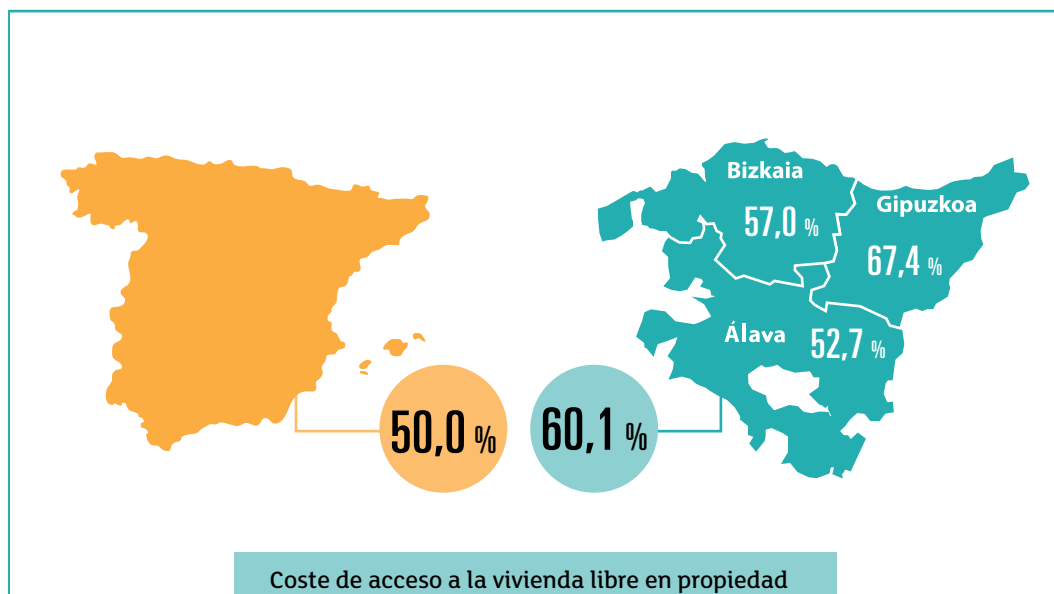 Bizkaia
57,0 %
Gipuzkoa
67,4 %
Álava 52,7 %
50,0 %
60,1 %
Coste de acceso a la vivienda libre en propiedad